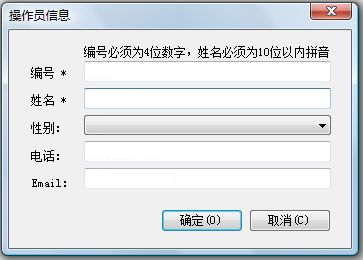 操作员信息
编号必须为4位数字，姓名必须为10位以内拼音
编号 *
姓名 *
性别：
电话：
Email：
确定(O)
取消(C)